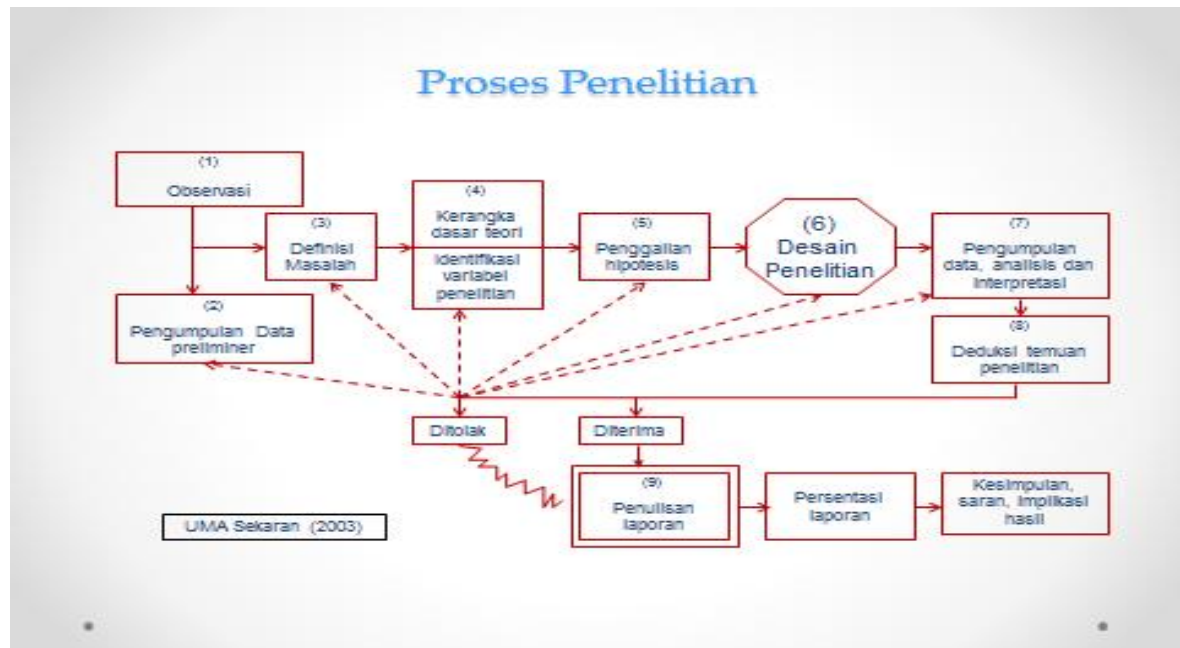 Proses Penelitian
(1)
Observasi
(2)
Pengumpulan Data
preliminer
(3)
Definisi
Masalah
(4)
Kerangka
dasar teori
Identifikasi
variabel
penelitian
(5)
Penggalian
hipotesis
(6)
Desain
Penelitian
(7)
Pengumpulan
data, analisis dan
interpretasi
(8)
Deduksi temuan
penelitian
Ditolak
Diterima
(9)
Penulisan
laporan
Persentasi
laporan
Kesimpulan,
saran, implikasi
hasil
UMA Sekaran (2003)